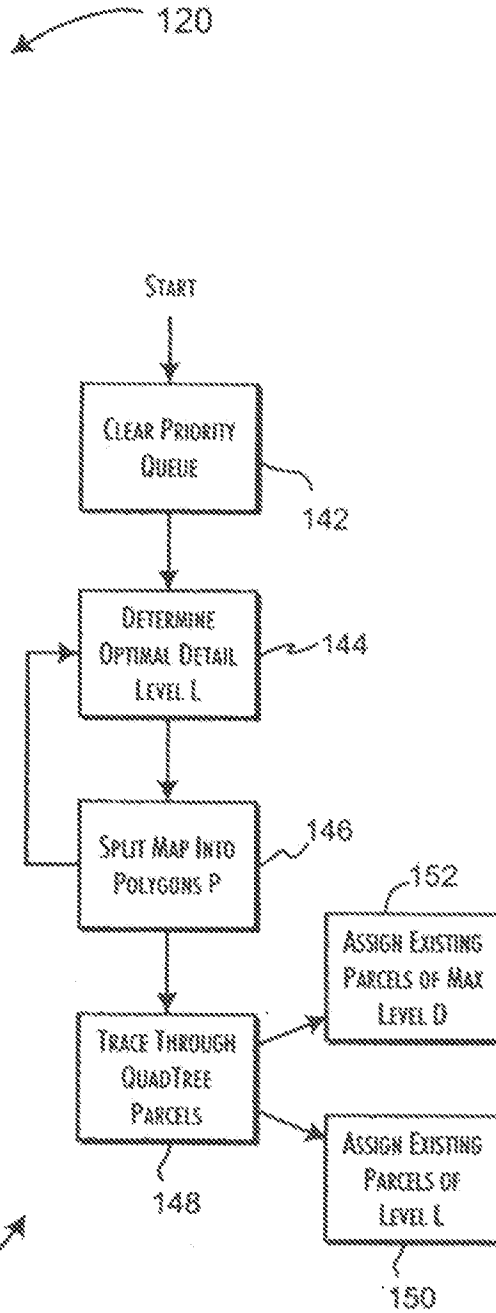 120
START
CLEAR PRIORITY
QUEUE
142
DETERMINE
OPTIMAL DETAIL
LEVEL L
144
SPLIT MAP INTO
POLYGONS P
146
152
ASSIGN EXISTING
PARCELS OF MAX
LEVEL D
TRACE THROUGH
QUADTREE
PARCELS
148
ASSIGN EXISTING
PARCELS OF
LEVEL L
150